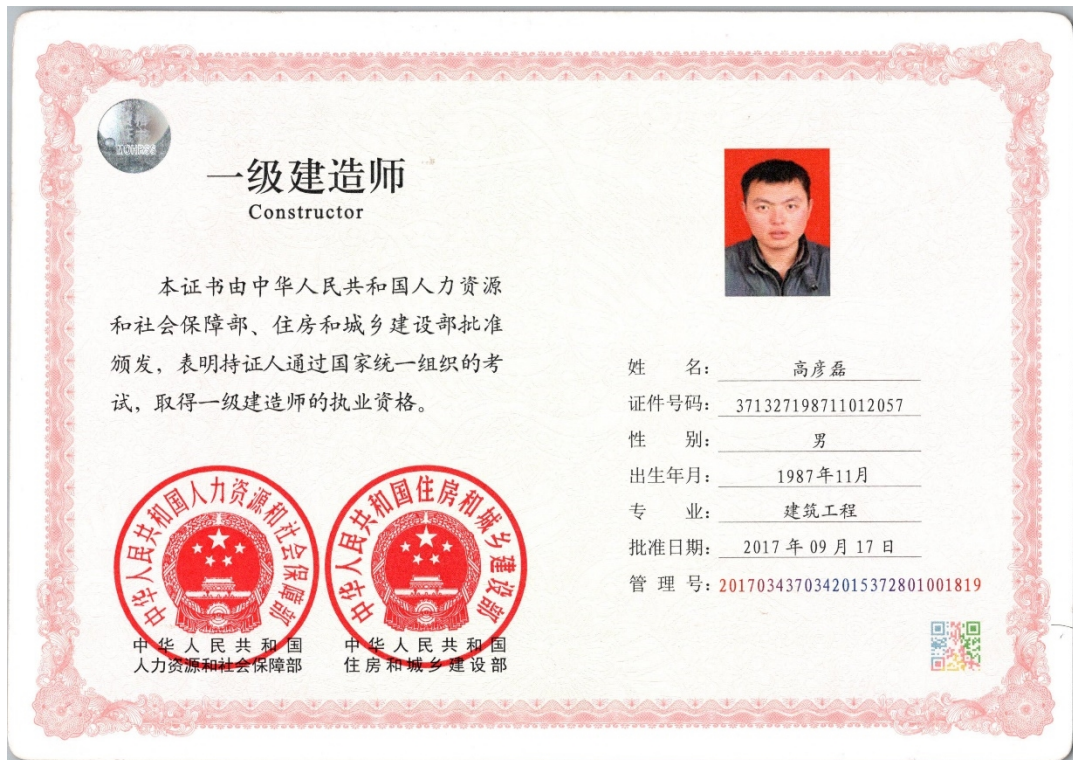 一级建造师
Constructor
本证书由中华人民共和国人力资源
和社会保障部、住房和城乡建设部批准
颁发，表明持证人通过国家统一组织的考
试，取得一级建造师的执业资格。
中华人民共和国人力资源和社会保障部
中华人民共和国住房和城乡建设部
中华人民共和国
人力资源和社会保障部
中华人民共和国
住房和城乡建设部
姓 名： 高彦磊
证件号码： 371327198711012057
性 别： 男
出生年月： 1987年11月
专 业： 建筑工程
批准日期： 2017 年 09 月 17 日
管 理 号： 2017034370342015372801001819